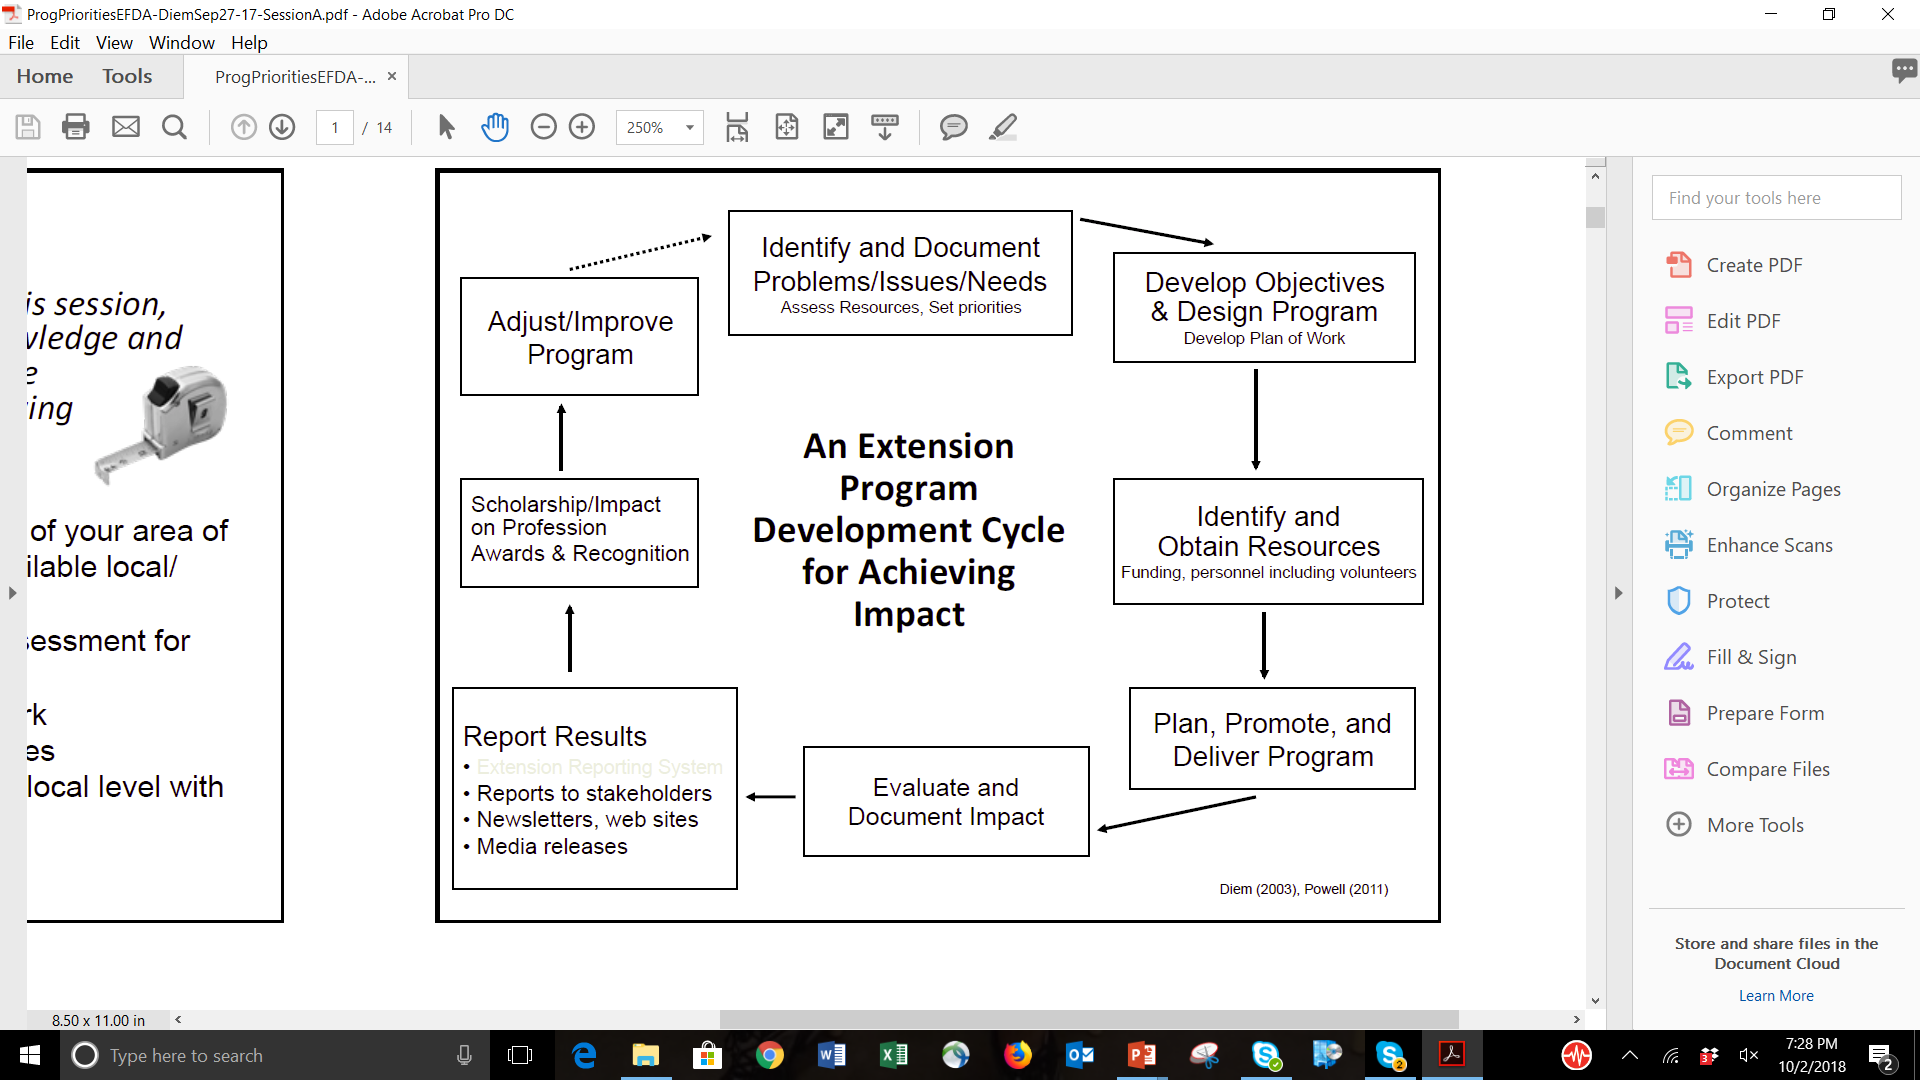 ProgPrioritiesEFDA-DiemSep27-17-SessionA.pdf - Adobe Acrobat Pro DC
File Edit View Window Help
Home Tools ProgPrioritiesEFDA-... ×
1 / 14 250%
is session,
wledge and
e
ing
of your area of
ilable local/
sessment for
rk
es
local level with
Identify and Document
Problems/Issues/Needs
Assess Resources, Set priorities
Develop Objectives
& Design Program
Develop Plan of Work
Identify and
Obtain Resources
Funding, personnel including volunteers
Plan, Promote, and
Deliver Program
Evaluate and
Document Impact
Report Results
• Extension Reporting System
• Reports to stakeholders
• Newsletters, web sites
• Media releases
Scholarship/Impact
on Profession
Awards & Recognition
Adjust/Improve
Program
An Extension
Program
Development Cycle
for Achieving
Impact
Diem (2003), Powell (2011)
Find your tools here
Create PDF
Edit PDF
Export PDF
Comment
Organize Pages
Enhance Scans
Protect
Fill & Sign
Prepare Form
Compare Files
More Tools
Store and share files in the
Document Cloud
Learn More
8.50 x 11.00 in
Type here to search
7:28 PM
10/2/2018
2